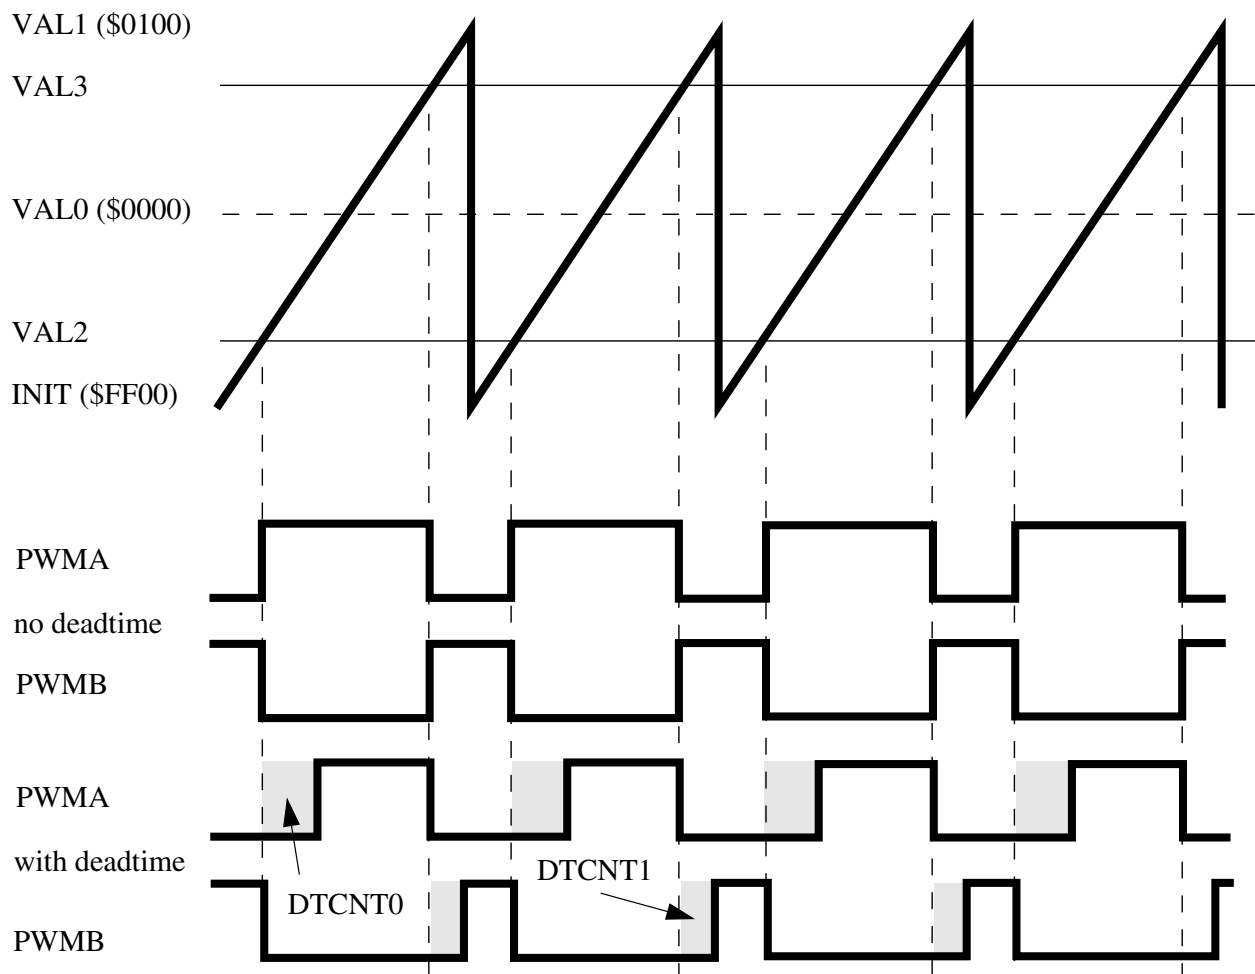 VAL1 ($0100)
VAL3
VAL0 ($0000)
VAL2
INIT ($FF00)
PWMA
no deadtime
PWMB
PWMA
with deadtime
DTCNT1
DTCNT0
PWMB